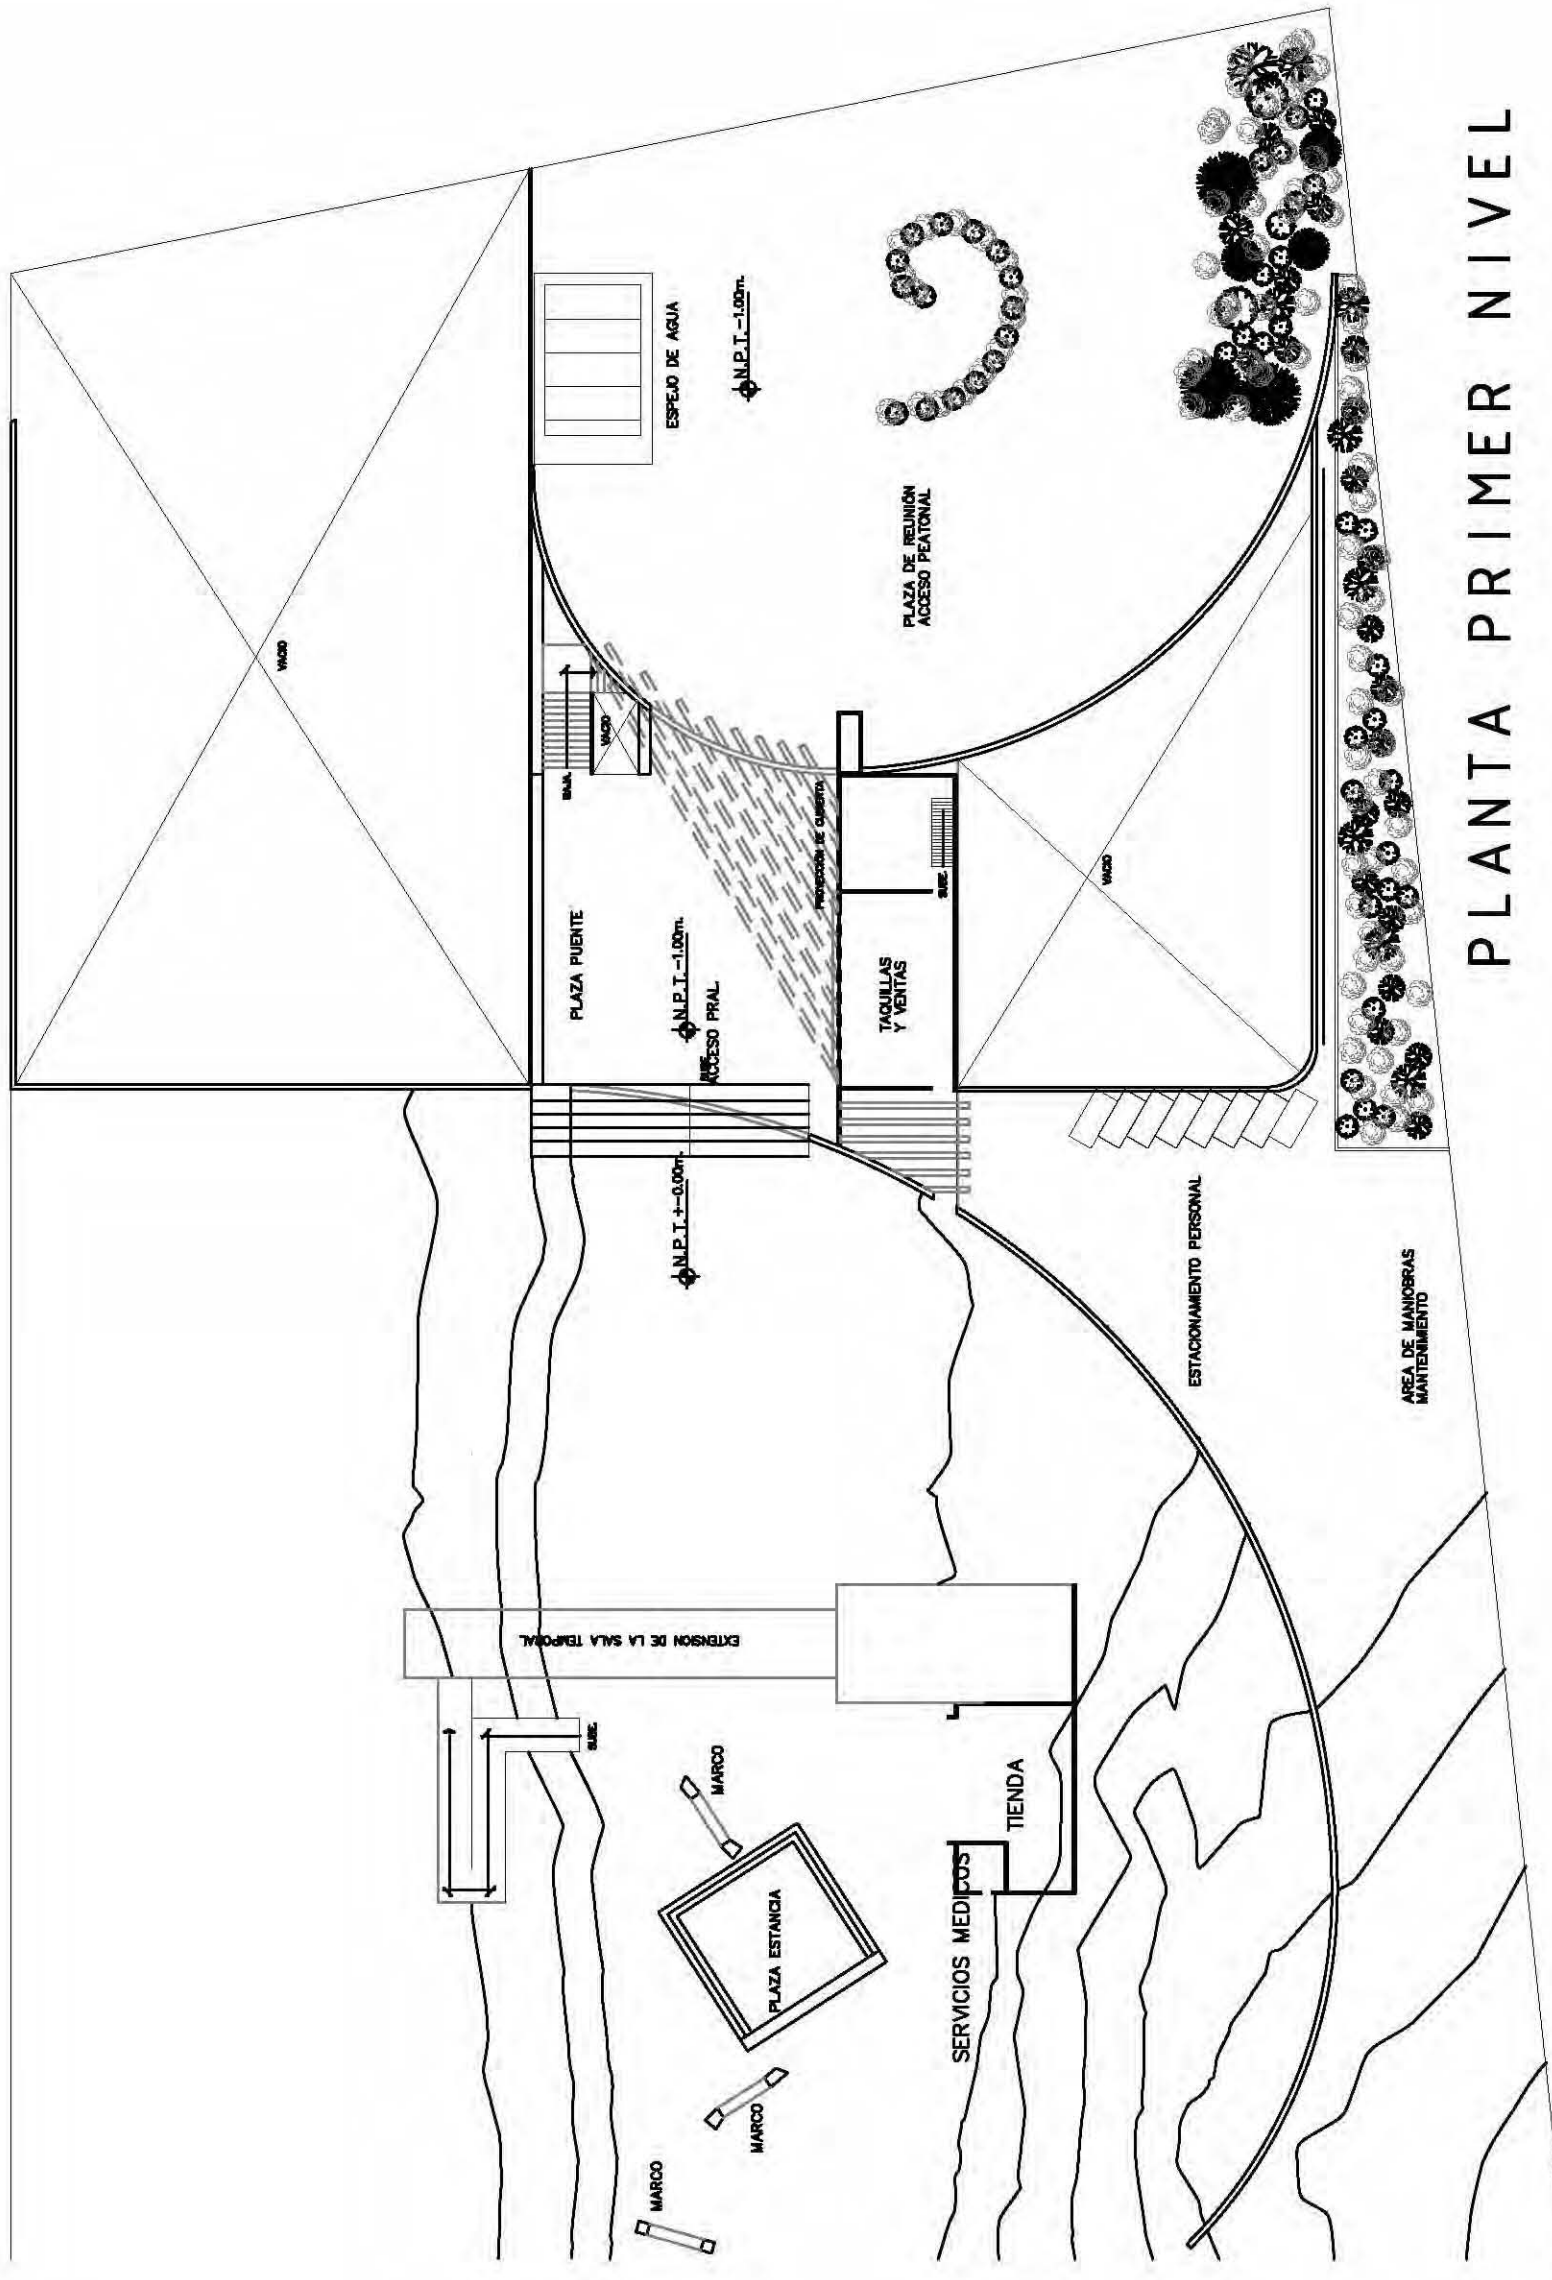 VACIO
ESPEJO DE AGUA
N.P.T.-1.00m.
PLAZA DE REUNIÓN
ACCESO PEATONAL
BAJA.
VACIO
PLAZA PUENTE
PROYECCIÓN DE CUBIERTA
N.P.T.-1.00m.
SUBE.
ACCESO PRAL.
TAQUILLAS
Y VENTAS
SUBE.
VACIO
N.P.T.+-0.00m.
ESTACIONAMIENTO PERSONAL
AREA DE MANIOBRAS
MANTENIMIENTO
EXTENSION DE LA SALA TEMPORAL
SUBE.
MARCO
PLAZA ESTANCIA
MARCO
MARCO
TIENDA
SERVICIOS MEDICOS
PLANTA PRIMER NIVEL